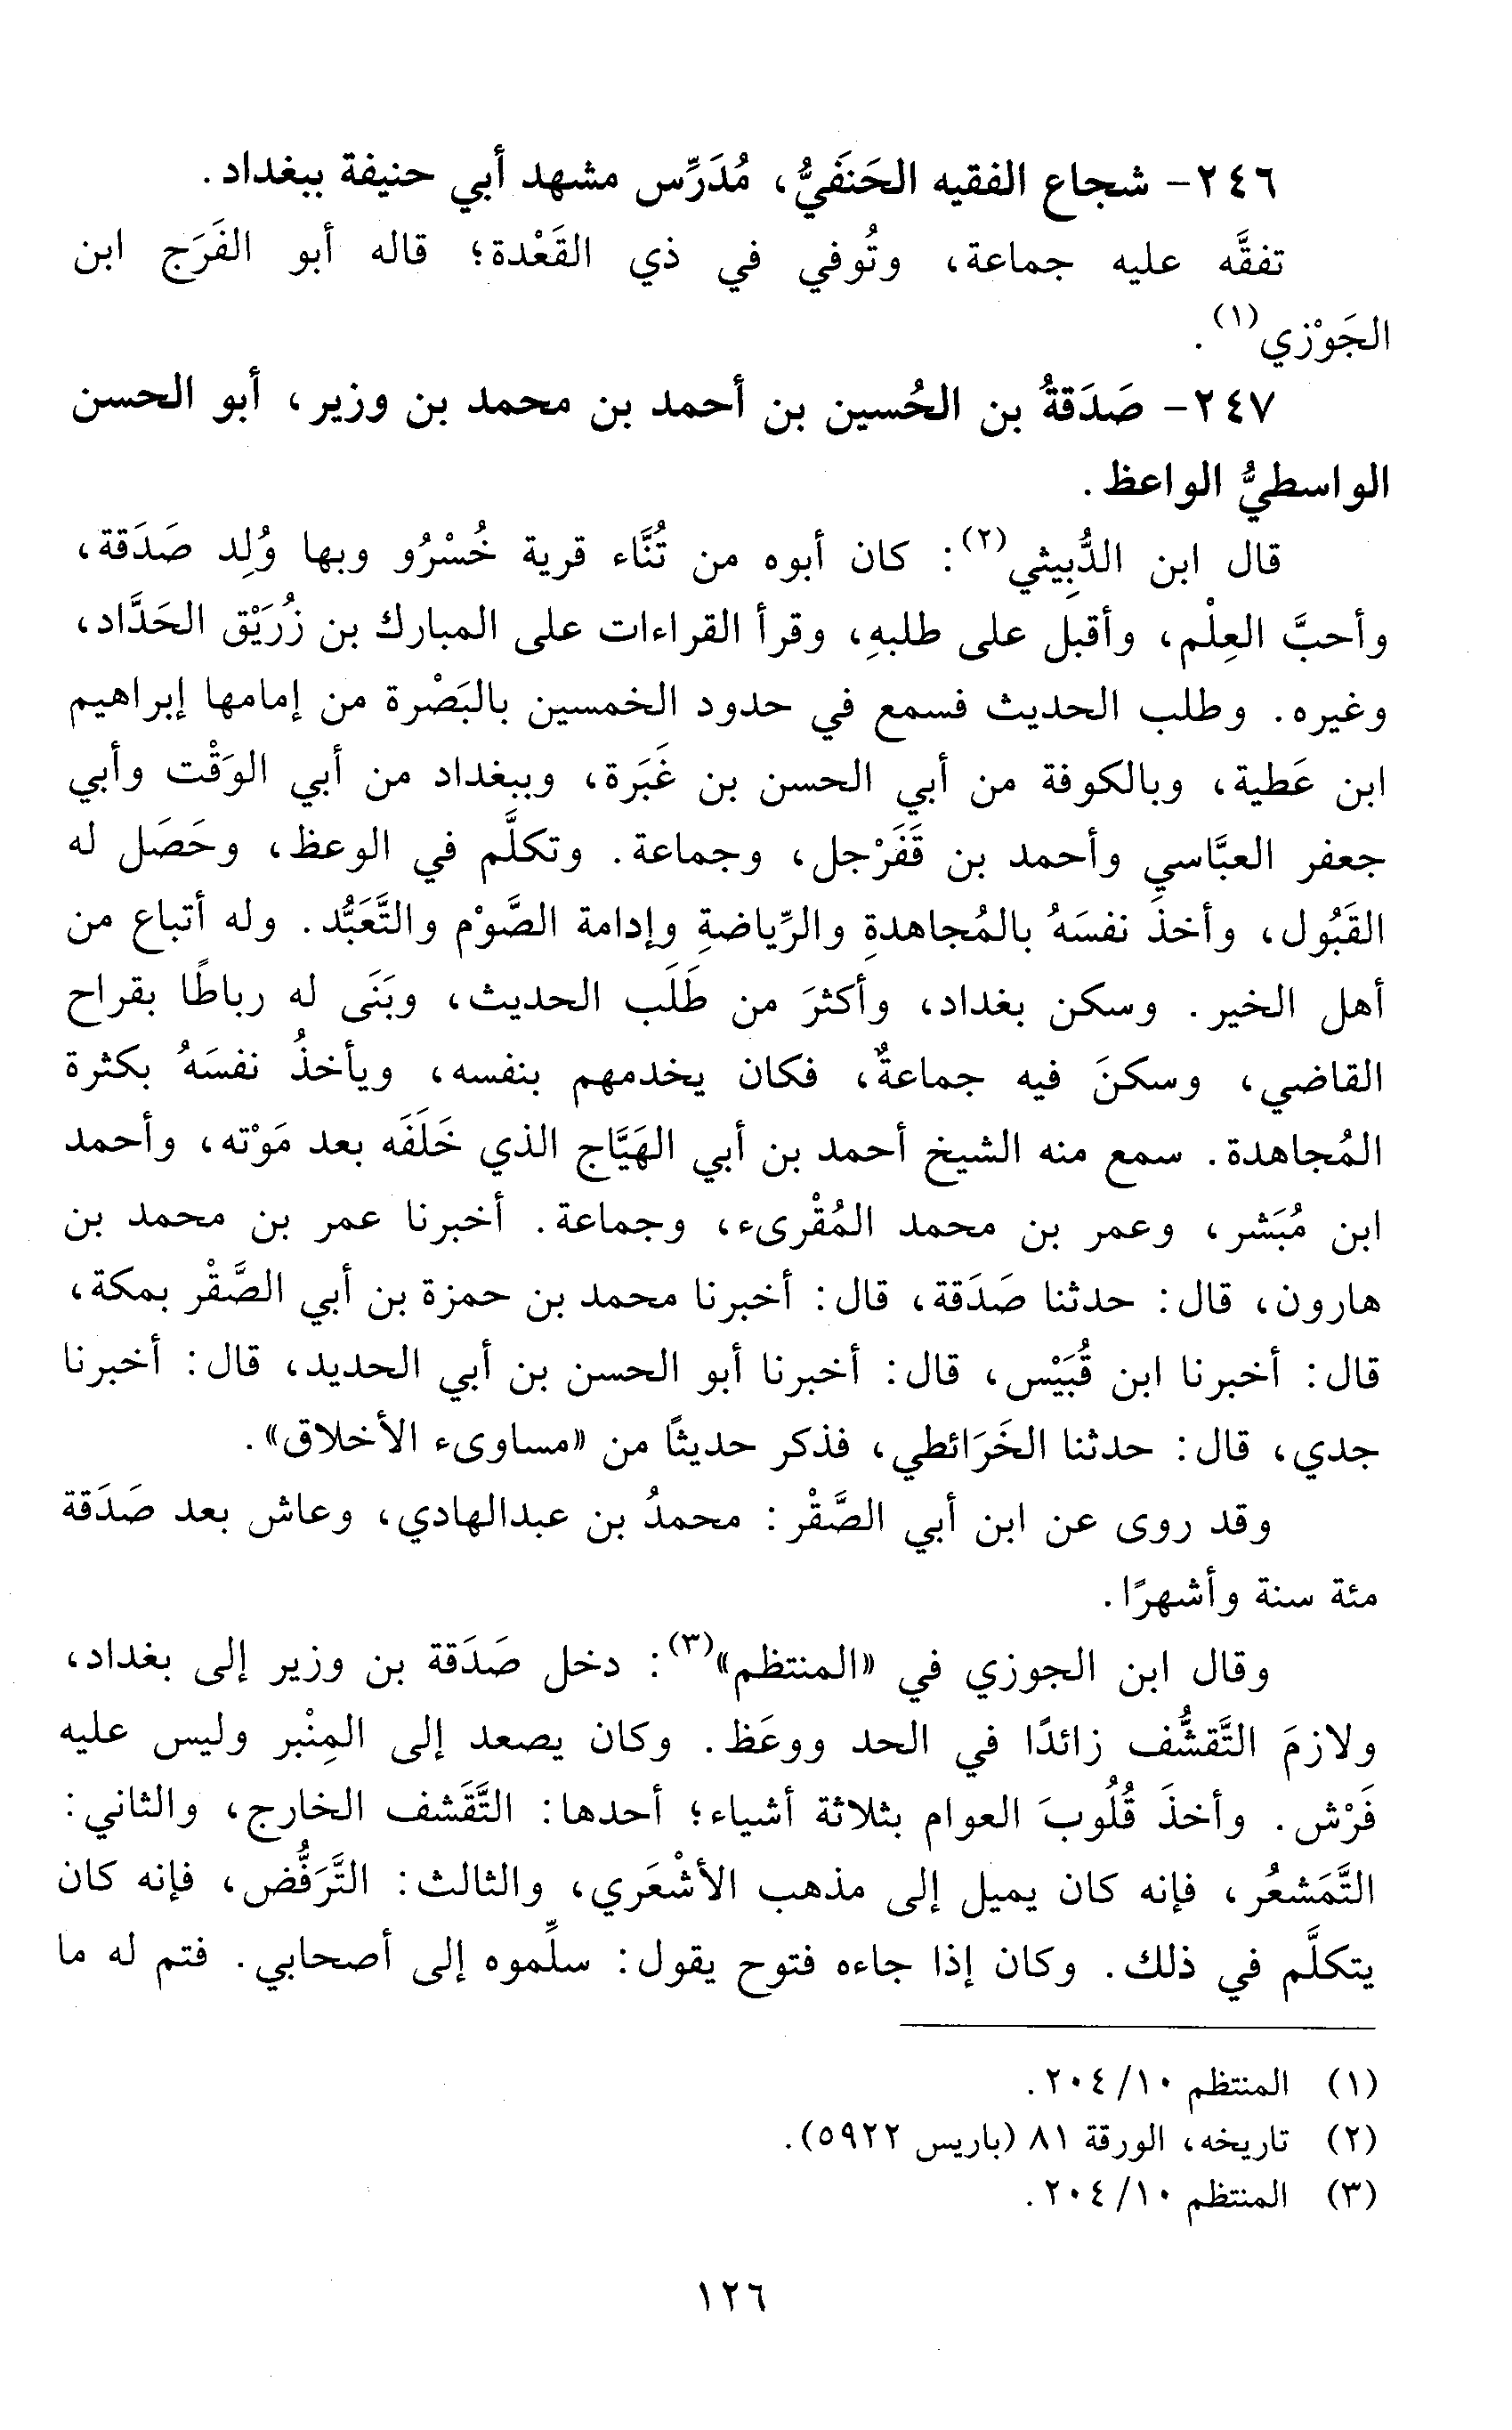 ٢٤٦- شجاع الفقيه الحَنَفيُّ، مُدَرِّس مشهد أبي حنيفة ببغداد.
تفقَّه عليه جماعة، وتُوفي في ذي القَعْدة؛ قاله أبو الفَرَج ابن
الجَوْزي(١).
٢٤٧- صَدَقةُ بن الحُسين بن أحمد بن محمد بن وزير، أبو الحسن
الواسطيُّ الواعظ.
قال ابن الدُّبِيثي(٢): كان أبوه من تُنَّاء قرية خُسْرُو وبها وُلِد صَدَقة،
وأحبَّ العِلْم، وأقبل على طلبهِ، وقرأ القراءات على المبارك بن زُرَيْق الحَدَّاد،
وغيره. وطلب الحديث فسمع في حدود الخمسين بالبَصْرة من إمامها إبراهيم
ابن عَطية، وبالكوفة من أبي الحسن بن غَبَرة، وببغداد من أبي الوَقْت وأبي
جعفر العبَّاسي وأحمد بن قَفَرْجل، وجماعة. وتكلَّم في الوعظ، وحَصَل له
القَبُول، وأخذَ نفسَهُ بالمُجاهدةِ والرِّياضةِ وإدامة الصَّوْم والتَّعَبُّد. وله أتباع من
أهل الخير. وسكن بغداد، وأكثرَ من طَلَب الحديث، وبَنَى له رباطًا بقراح
القاضي، وسكنَ فيه جماعةٌ، فكان يخدمهم بنفسه، ويأخذُ نفسَهُ بكثرة
المُجاهدة. سمع منه الشيخ أحمد بن أبي الهَيَّاج الذي خَلَفَه بعد مَوْته، وأحمد
ابن مُبَشر، وعمر بن محمد المُقْرىء، وجماعة. أخبرنا عمر بن محمد بن
هارون، قال: حدثنا صَدَقة، قال: أخبرنا محمد بن حمزة بن أبي الصَّقْر بمكة،
قال: أخبرنا ابن قُبَيْس، قال: أخبرنا أبو الحسن بن أبي الحديد، قال: أخبرنا
جدي، قال: حدثنا الخَرَائطي، فذكر حديثًا من «مساوىء الأخلاق».
وقد روى عن ابن أبي الصَّقْر: محمدُ بن عبدالهادي، وعاش بعد صَدَقة
مئة سنة وأشهرًا.
وقال ابن الجوزي في «المنتظم»(٣): دخل صَدَقة بن وزير إلى بغداد،
ولازمَ التَّقشُّف زائدًا في الحد ووعَظ. وكان يصعد إلى المِنْبر وليس عليه
فَرْش. وأخذَ قُلُوبَ العوام بثلاثة أشياء؛ أحدها: التَّقَشف الخارج، والثاني:
التَّمَشعُر، فإنه كان يميل إلى مذهب الأشْعَري، والثالث: التَّرَفُّض، فإنه كان
يتكلَّم في ذلك. وكان إذا جاءه فتوح يقول: سلِّموه إلى أصحابي. فتم له ما
(١) المنتظم ١٠/ ٢٠٤.
(٢) تاريخه، الورقة ٨١ (باريس ٥٩٢٢).
(٣) المنتظم ١٠/ ٢٠٤.
١٢٦